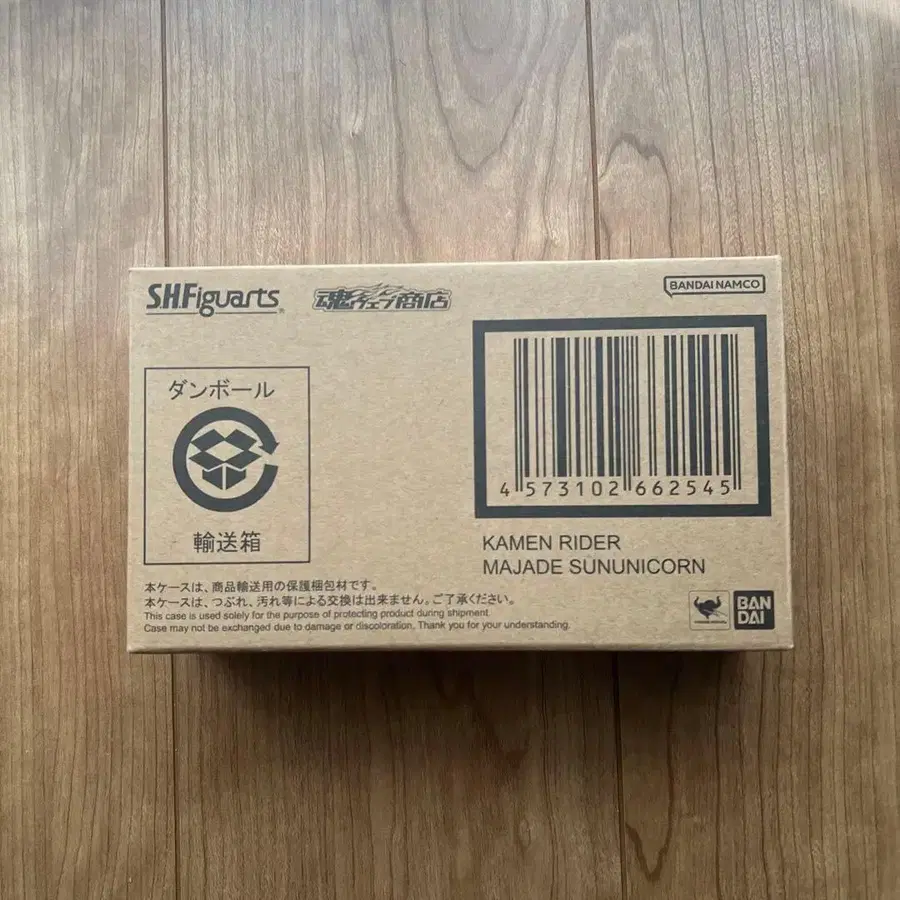 S.H.Figuarts
魂ウェブ商店
BANDAI NAMCO
ダンボール
輸送箱
4 573102 662545
KAMEN RIDER
MAJADE SUNUNICORN
本ケースは、商品輸送用の保護梱包材です。
本ケースは、つぶれ、汚れ等による交換は出来ません。ご了承ください。
This case is used solely for the purpose of protecting product during shipment.
Case may not be exchanged due to damage or discoloration. Thank you for your understanding.
BAN
DAI